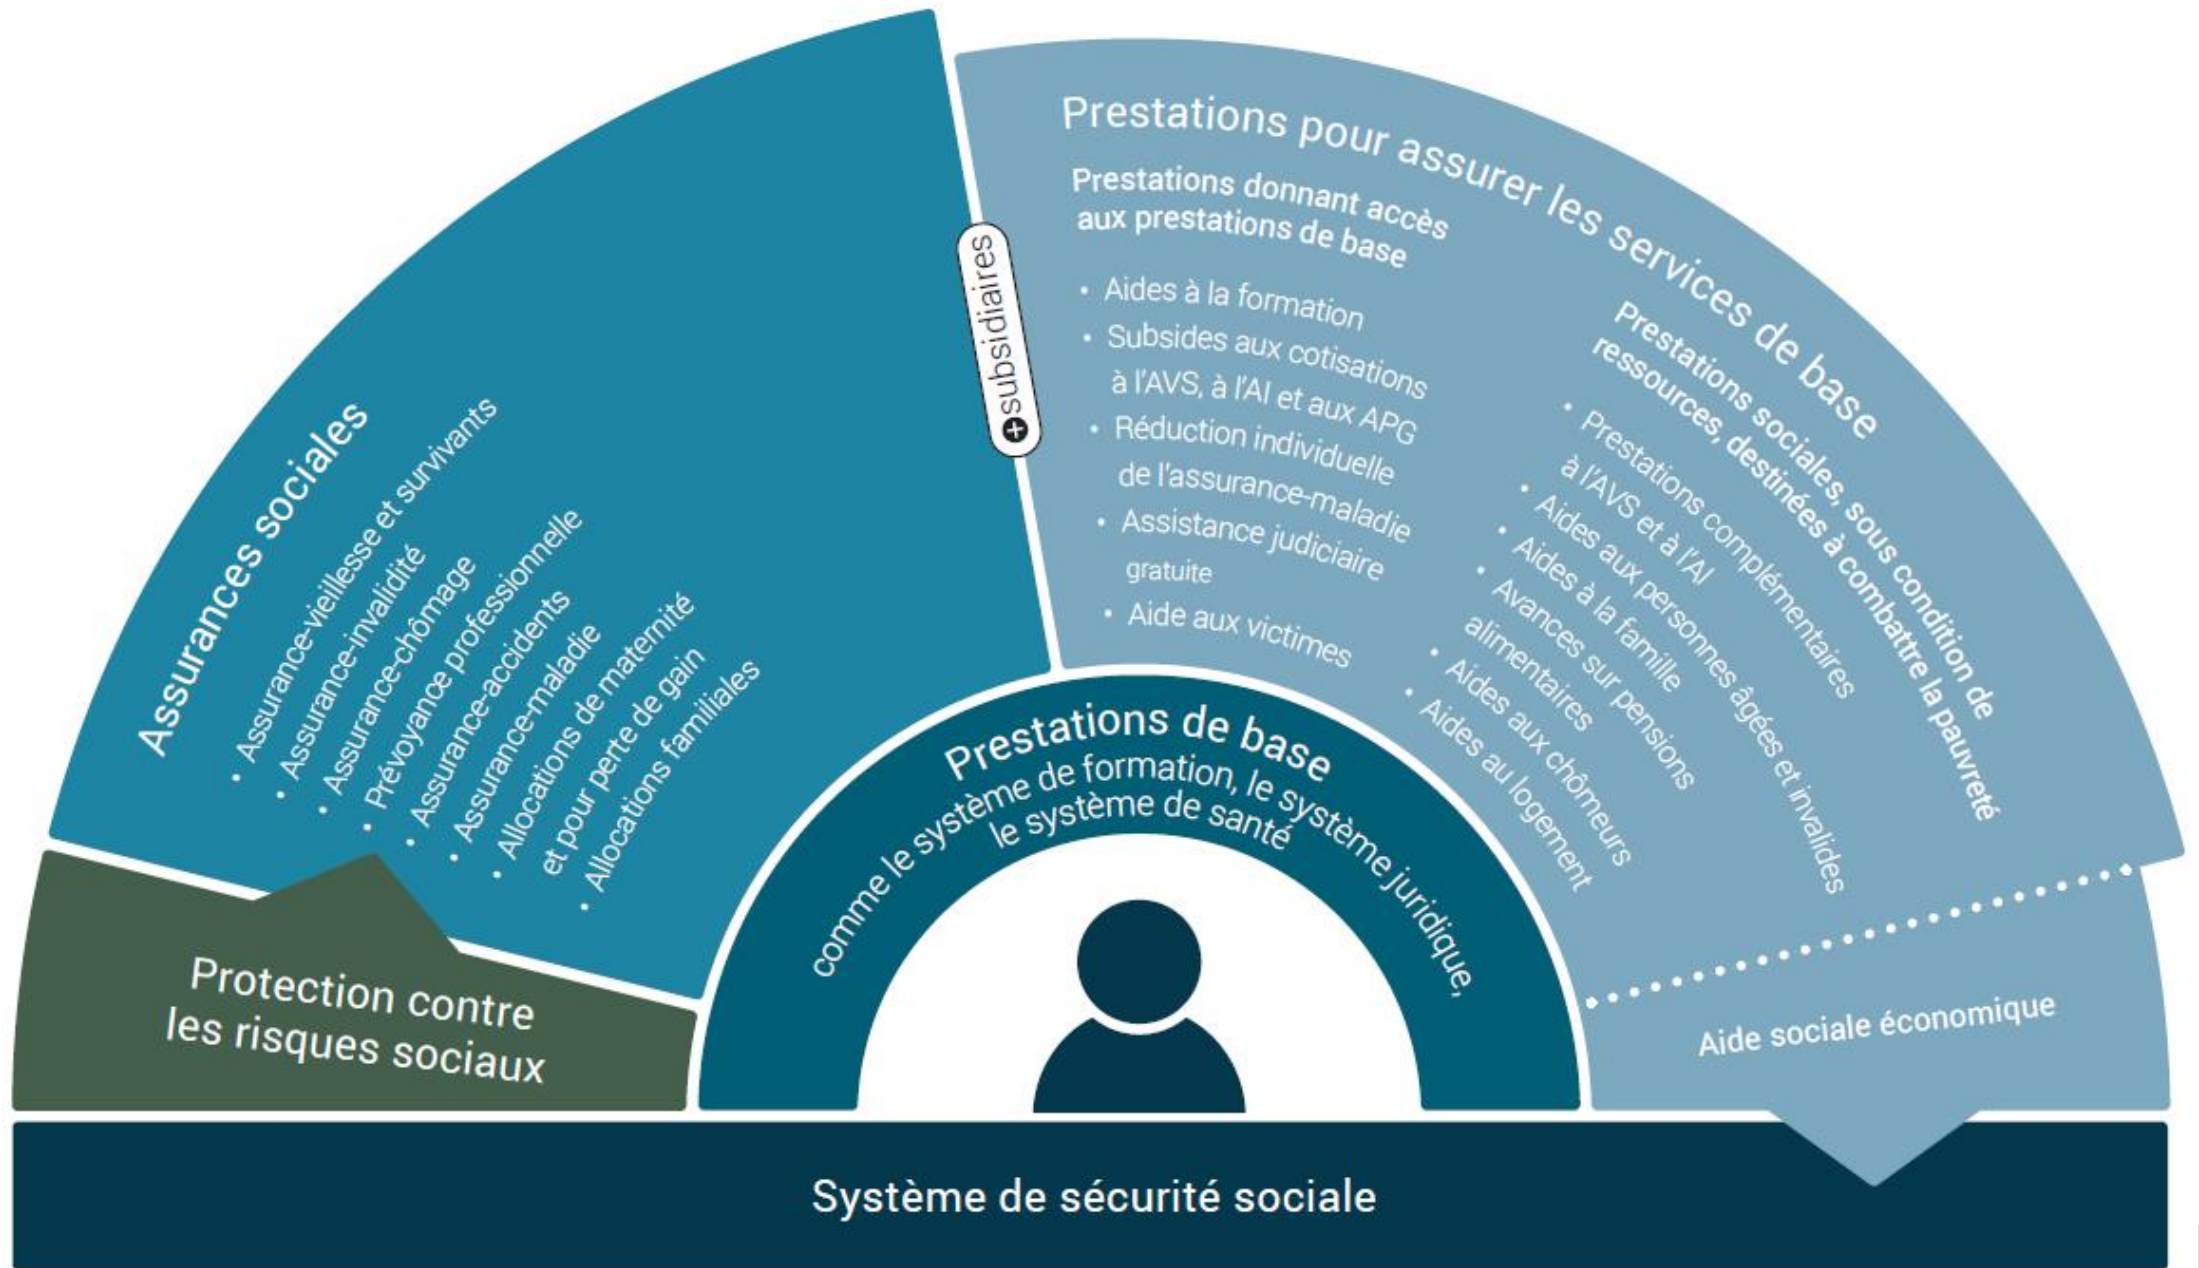 Assurances sociales
• Assurance-vieillesse et survivants
• Assurance-invalidité
• Assurance-chômage
• Prévoyance professionnelle
• Assurance-accidents
• Assurance-maladie
• Allocations de maternité
et pour perte de gain
• Allocations familiales
Protection contre
les risques sociaux
+ subsidiaires
Prestations pour assurer les services de base
Prestations donnant accès
aux prestations de base
• Aides à la formation
• Subsides aux cotisations
à l'AVS, à l'AI et aux APG
• Réduction individuelle
de l'assurance-maladie
• Assistance judiciaire
gratuite
• Aide aux victimes
Prestations sociales, sous condition de
ressources, destinées à combattre la pauvreté
• Prestations complémentaires
à l'AVS et à l'AI
• Aides aux personnes âgées et invalides
• Aides à la famille
• Avances sur pensions
alimentaires
• Aides aux chômeurs
• Aides au logement
Aide sociale économique
Prestations de base
comme le système de formation, le système juridique,
le système de santé
Système de sécurité sociale